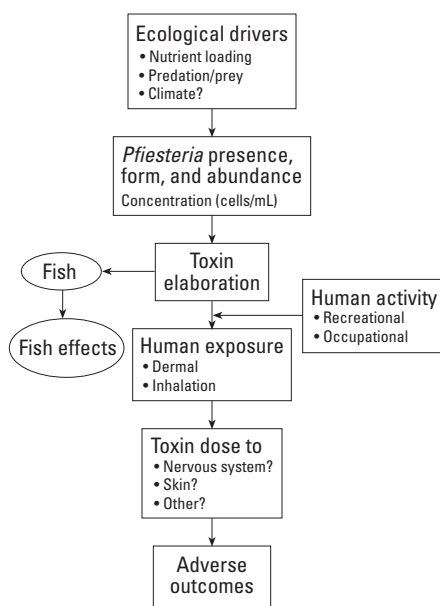 Ecological drivers
• Nutrient loading
• Predation/prey
• Climate?
Pfiesteria presence,
form, and abundance
Concentration (cells/mL)
Toxin
elaboration
Fish
Fish effects
Human activity
• Recreational
• Occupational
Human exposure
• Dermal
• Inhalation
Toxin dose to
• Nervous system?
• Skin?
• Other?
Adverse
outcomes